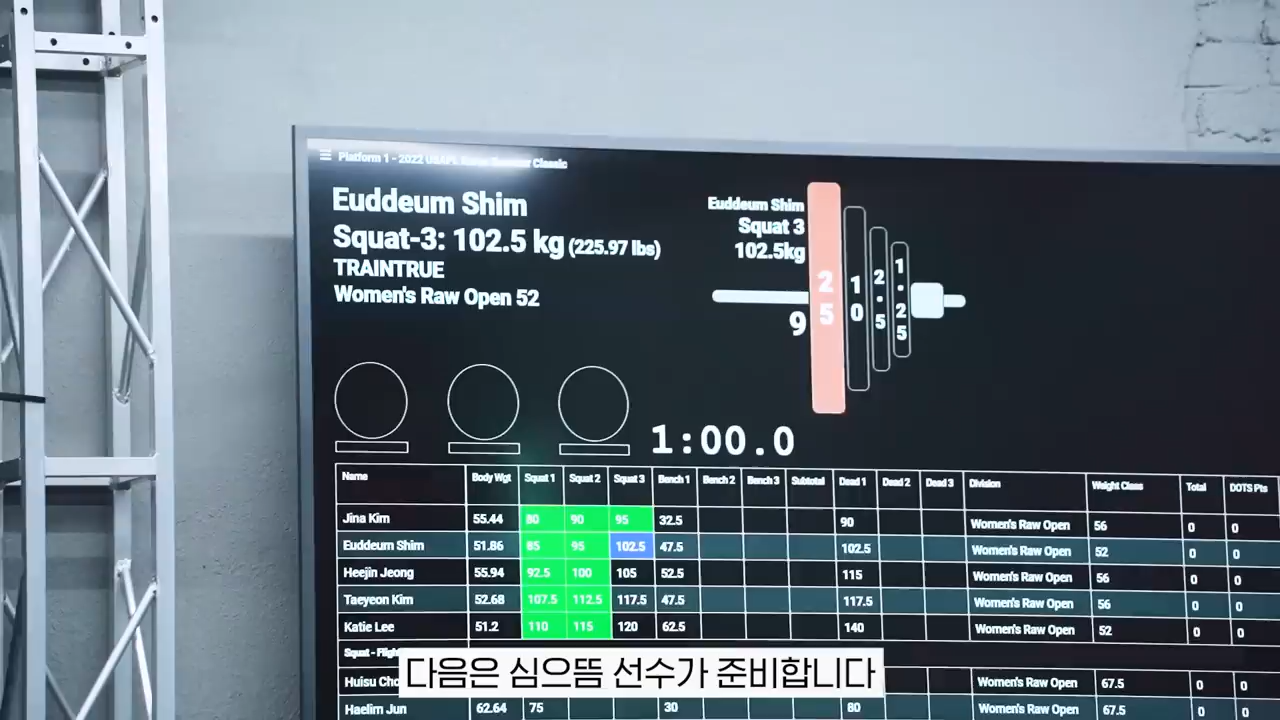 Platform 1 - 2022 USAPL Classic
Euddeum Shim
Squat-3: 102.5 kg (225.97 lbs)
TRAINTRUE
Women's Raw Open 52
Euddeum Shim
Squat 3
102.5kg
9
25
10
2.5
1.25
1:00.0
Name Body Wgt Squat 1 Squat 2 Squat 3 Bench 1 Bench 2 Bench 3 Subtotal Dead 1 Dead 2 Dead 3 Division Weight Class Total DOTS Pts
Jina Kim 55.44 80 90 95 32.5 90 Women's Raw Open 56 0 0
Euddeum Shim 51.86 85 95 102.5 47.5 102.5 Women's Raw Open 52 0 0
Heejin Jeong 55.94 92.5 100 105 52.5 115 Women's Raw Open 56 0 0
Taeyeon Kim 52.68 107.5 112.5 117.5 47.5 117.5 Women's Raw Open 56 0 0
Katie Lee 51.2 110 115 120 62.5 140 Women's Raw Open 52 0 0
Squat -
Huisu Women's Raw Open 67.5 0 0
Haelim Jun 62.64 75 30 80 Women's Raw Open 67.5 0 0
다음은 심으뜸 선수가 준비합니다